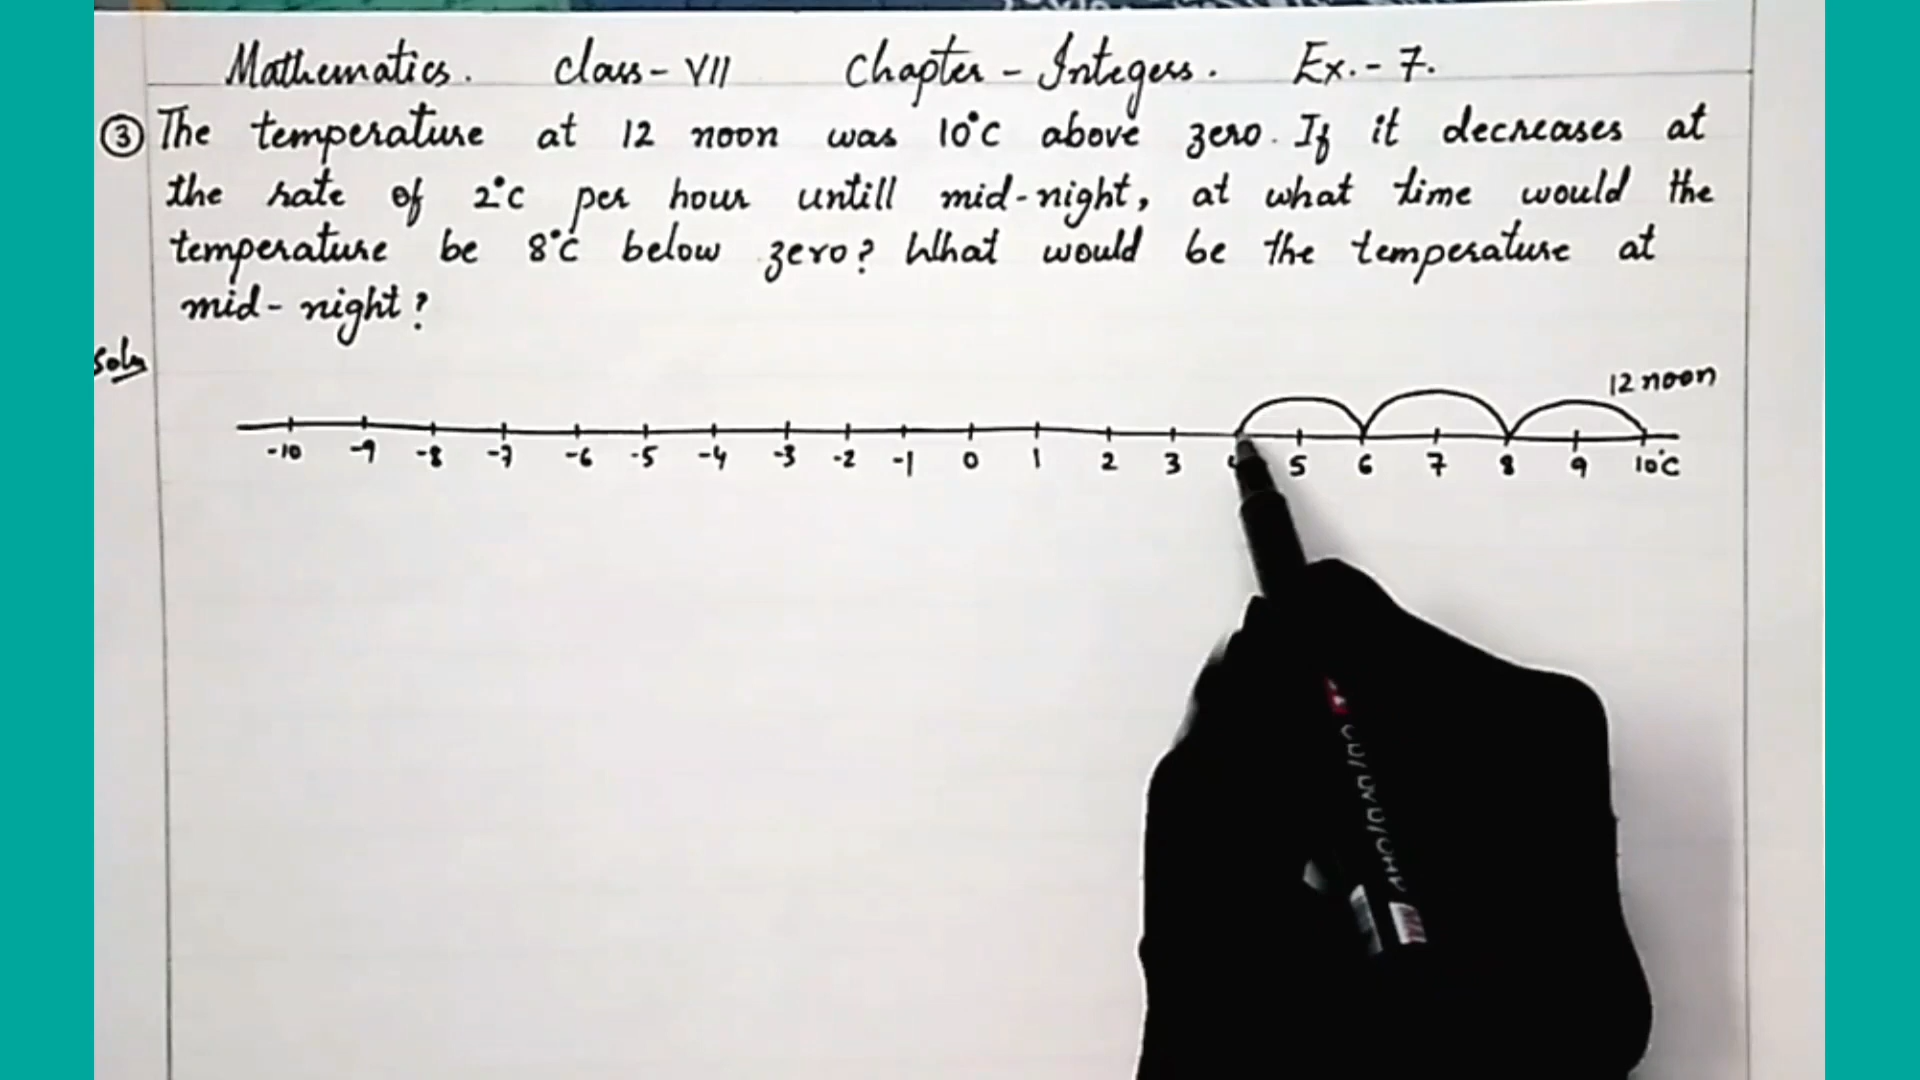 Mathematics. Class - VII Chapter - Integers. Ex. - 7.
③ The temperature at 12 noon was 10°C above zero. If it decreases at
the rate of 2°C per hour untill mid-night, at what time would the
temperature be 8°C below zero? What would be the temperature at
mid-night?
Soln
12 noon
-10 -9 -8 -7 -6 -5 -4 -3 -2 -1 0 1 2 3 5 6 7 8 9 10°C